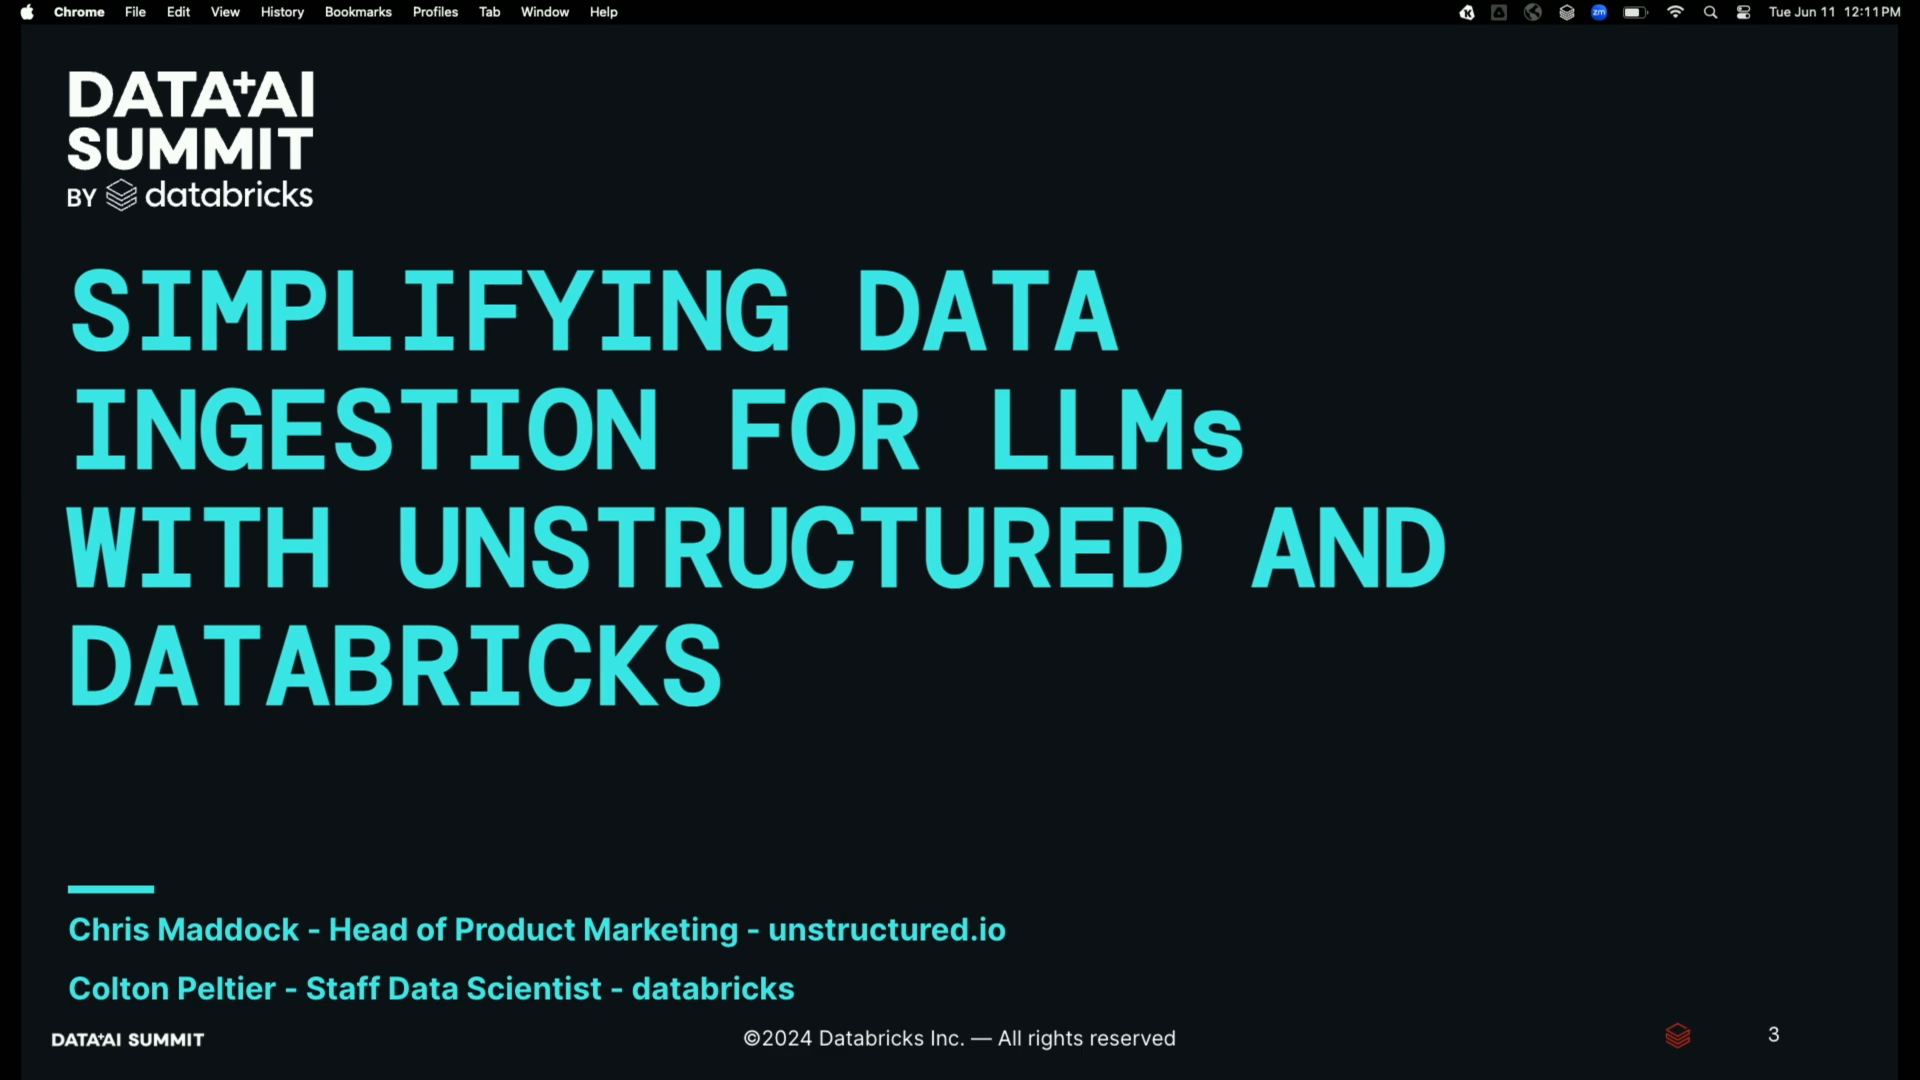 Chrome File Edit View History Bookmarks Profiles Tab Window Help
zm Tue Jun 11 12:11 PM
DATA+AI
SUMMIT
BY databricks
SIMPLIFYING DATA
INGESTION FOR LLMs
WITH UNSTRUCTURED AND
DATABRICKS
Chris Maddock - Head of Product Marketing - unstructured.io
Colton Peltier - Staff Data Scientist - databricks
DATA+AI SUMMIT ©2024 Databricks Inc. — All rights reserved 3